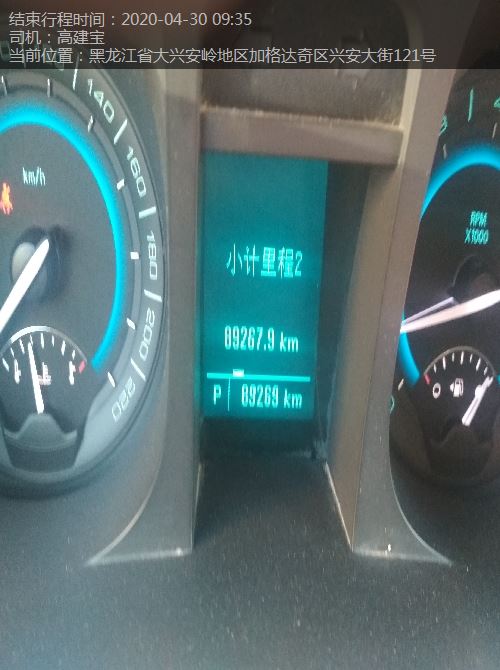 结束行程时间：2020-04-30 09:35
司机：高建宝
当前位置：黑龙江省大兴安岭地区加格达奇区兴安大街121号
140
160
180
200
220
km/h
小计里程2
89267.9 km
P 89269 km
3
4
RPM
X1000
0